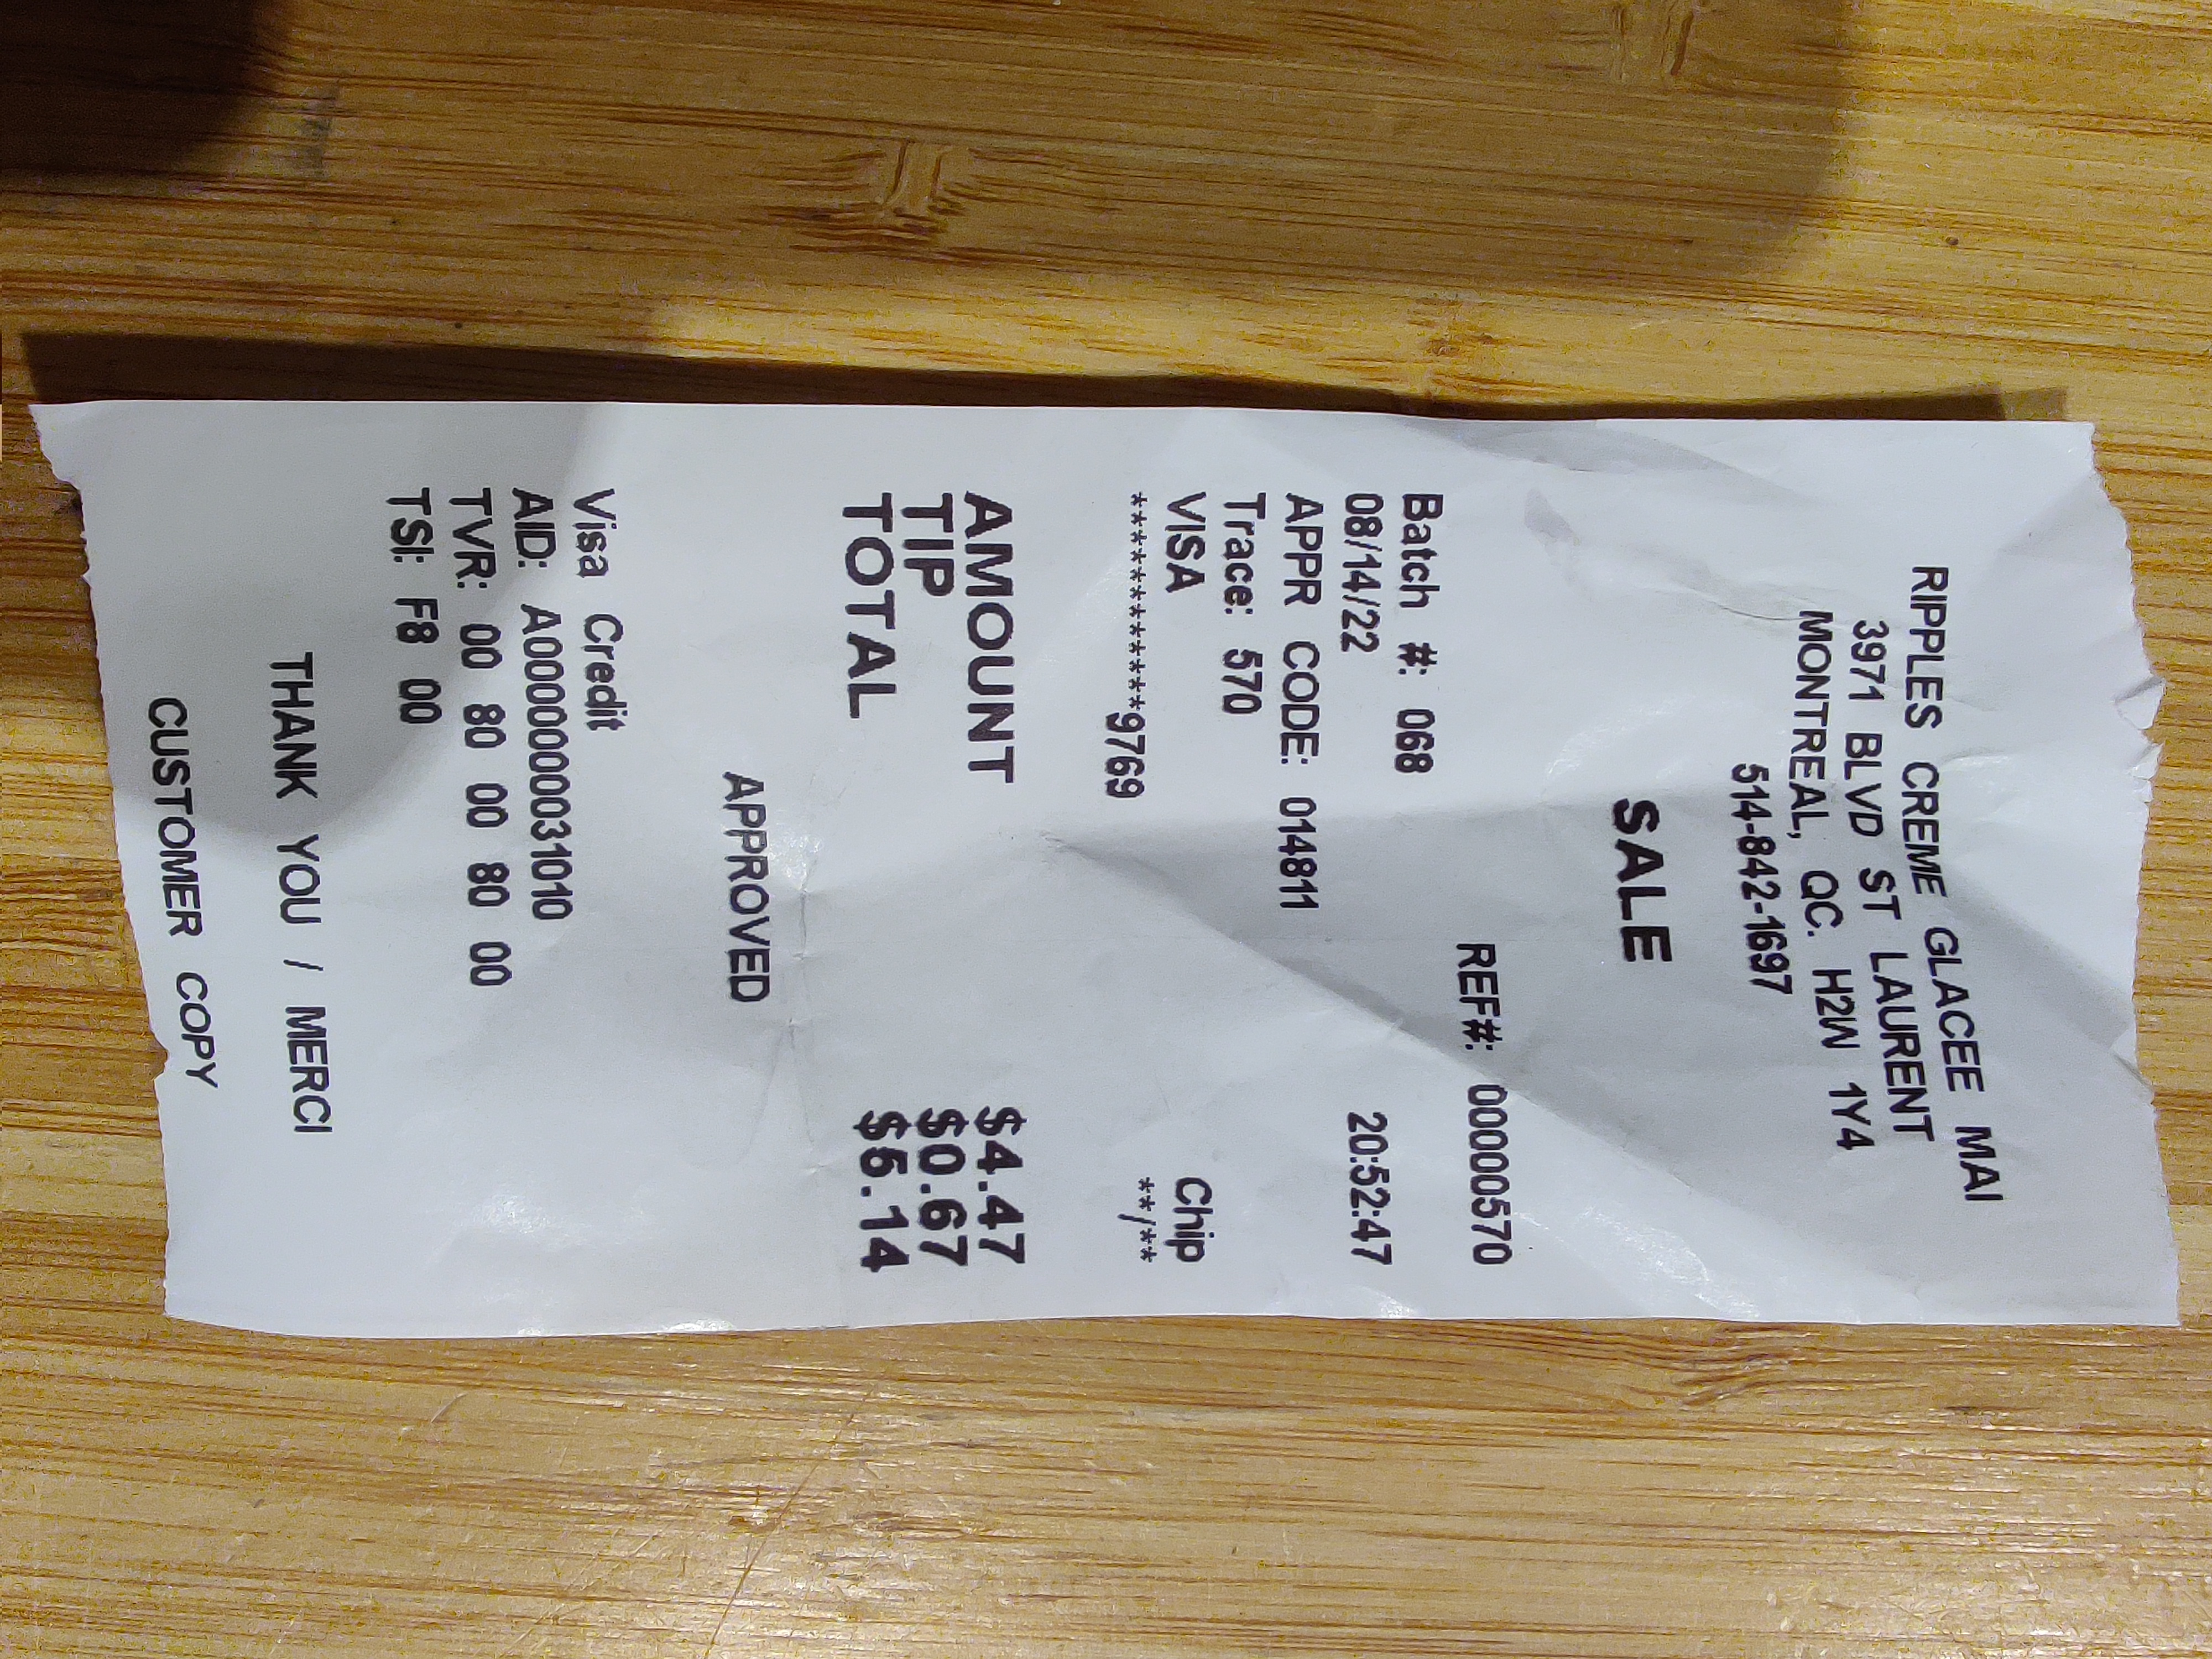 RIPPLES CREME GLACEE MAI
3971 BLVD ST LAURENT
MONTREAL, QC. H2W 1Y4
514-842-1697
SALE
REF#: 00000570
Batch #: 068
08/14/22 20:52:47
APPR CODE: 014811
Trace: 570
VISA Chip
************9769 **/**
AMOUNT $4.47
TIP $0.67
TOTAL $5.14
APPROVED
Visa Credit
AID: A0000000031010
TVR: 00 80 00 80 00
TSI: F8 00
THANK YOU / MERCI
CUSTOMER COPY